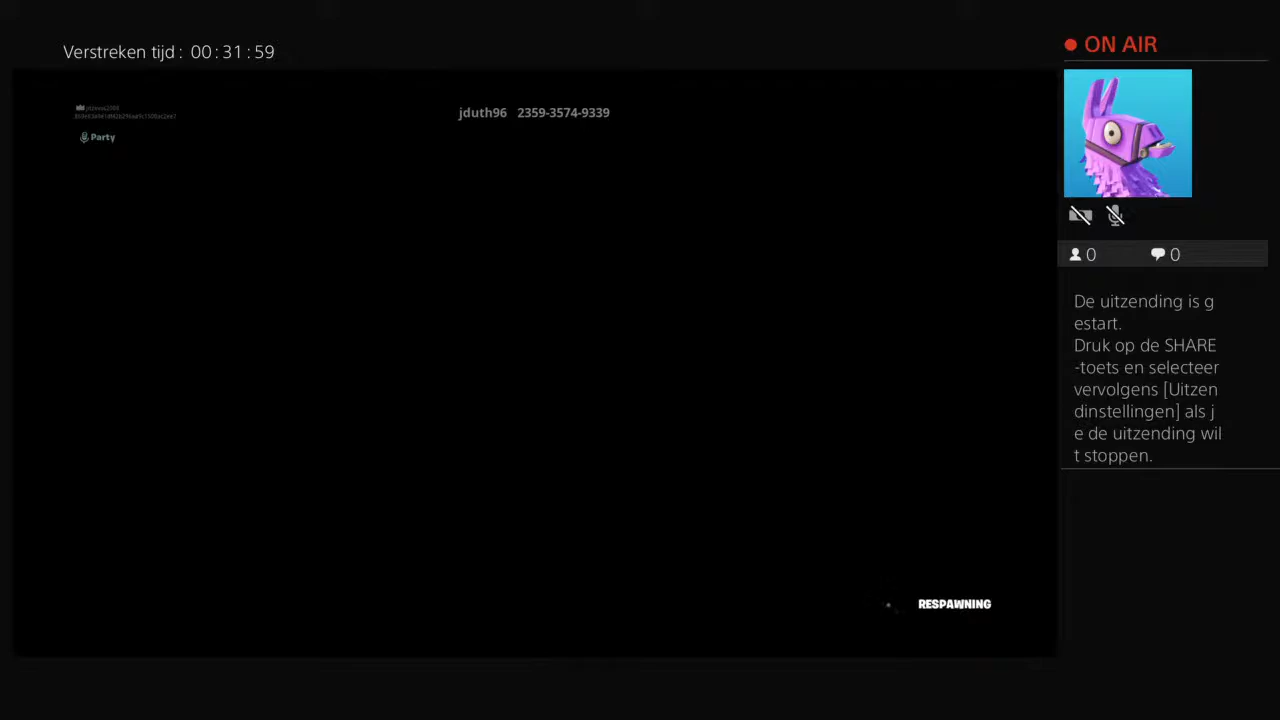 Verstreken tijd: 00:31:59
ON AIR
jduth96 2359-3574-9339
Party
0 0
De uitzending is g
estart.
Druk op de SHARE
-toets en selecteer
vervolgens [Uitzen
dinstellingen] als j
e de uitzending wil
t stoppen.
RESPAWNING